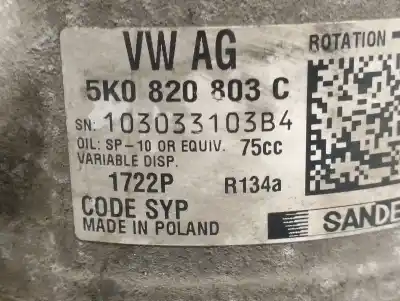 VW AG
ROTATION
5K0 820 803 C
SN: 103033103B4
OIL: SP-10 OR EQUIV. 75cc
VARIABLE DISP.
1722P R134a
CODE SYP
MADE IN POLAND
SANDE